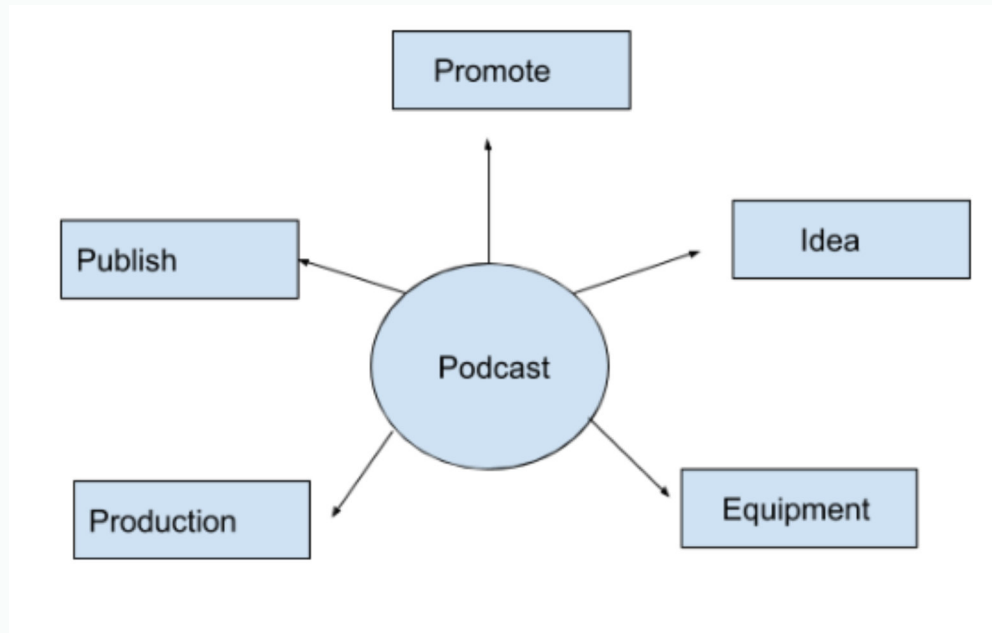 Promote
Idea
Publish
Podcast
Equipment
Production